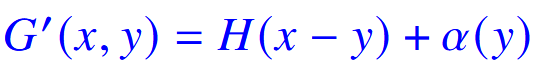 G′(x, y) = H(x − y) + α(y)